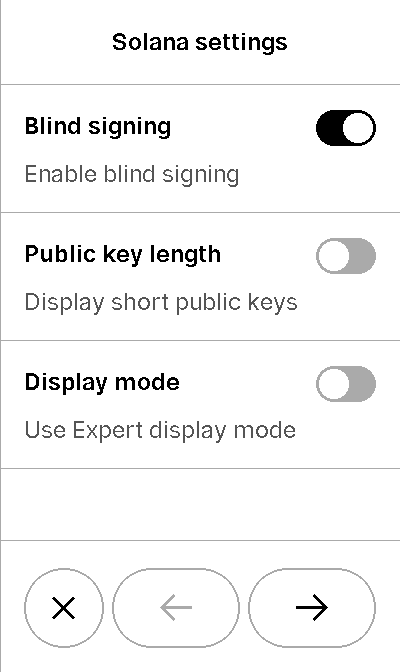 Solana settings
Blind signing
Enable blind signing
Public key length
Display short public keys
Display mode
Use Expert display mode